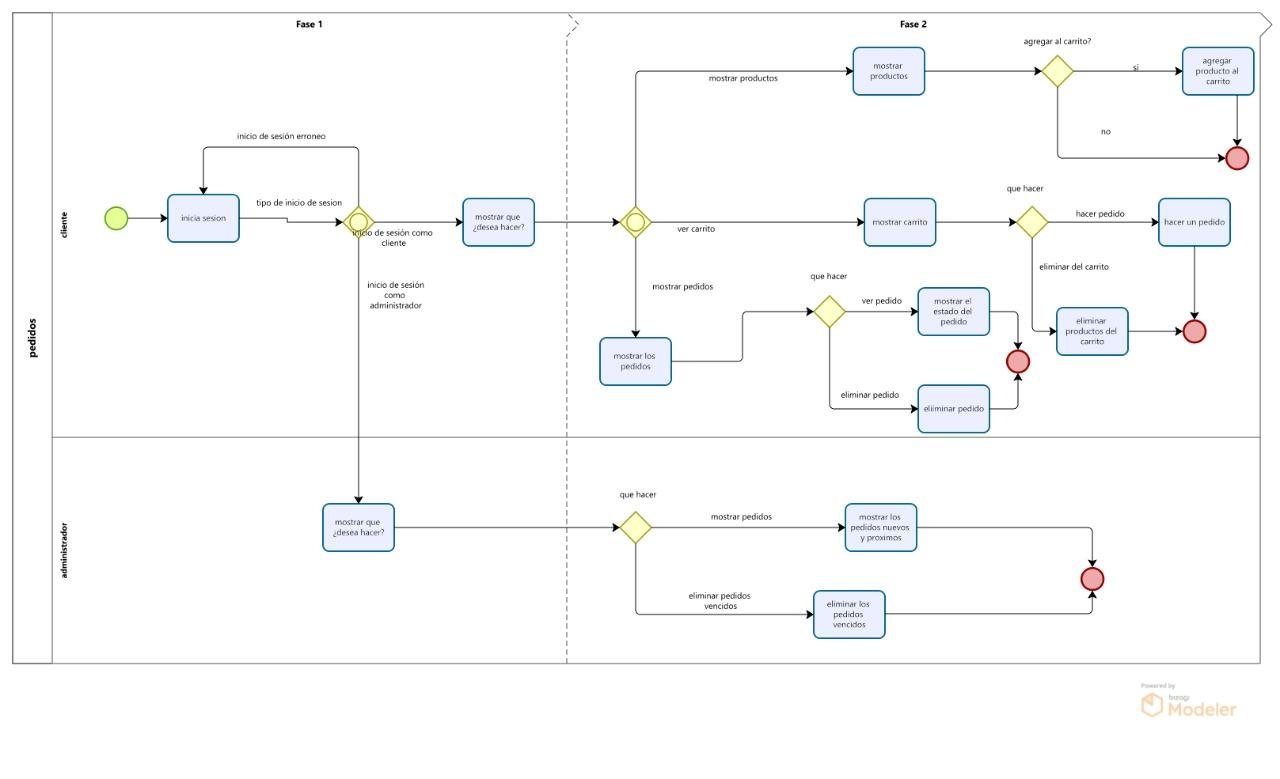 Fase 1
Fase 2
pedidos
cliente
administrador
inicio de sesión erroneo
inicia sesion
tipo de inicio de sesion
inicio de sesión como
cliente
inicio de sesión
como
administrador
mostrar que
¿desea hacer?
mostrar productos
mostrar
productos
agregar al carrito?
si
agregar
producto al
carrito
no
ver carrito
mostrar carrito
que hacer
hacer pedido
hacer un pedido
eliminar del carrito
eliminar
productos del
carrito
mostrar pedidos
mostrar los
pedidos
que hacer
ver pedido
mostrar el
estado del
pedido
eliminar pedido
eliiminar pedido
mostrar que
¿desea hacer?
que hacer
mostrar pedidos
mostrar los
pedidos nuevos
y proximos
eliminar pedidos
vencidos
eliminar los
pedidos
vencidos
Powered by
bizagi
Modeler